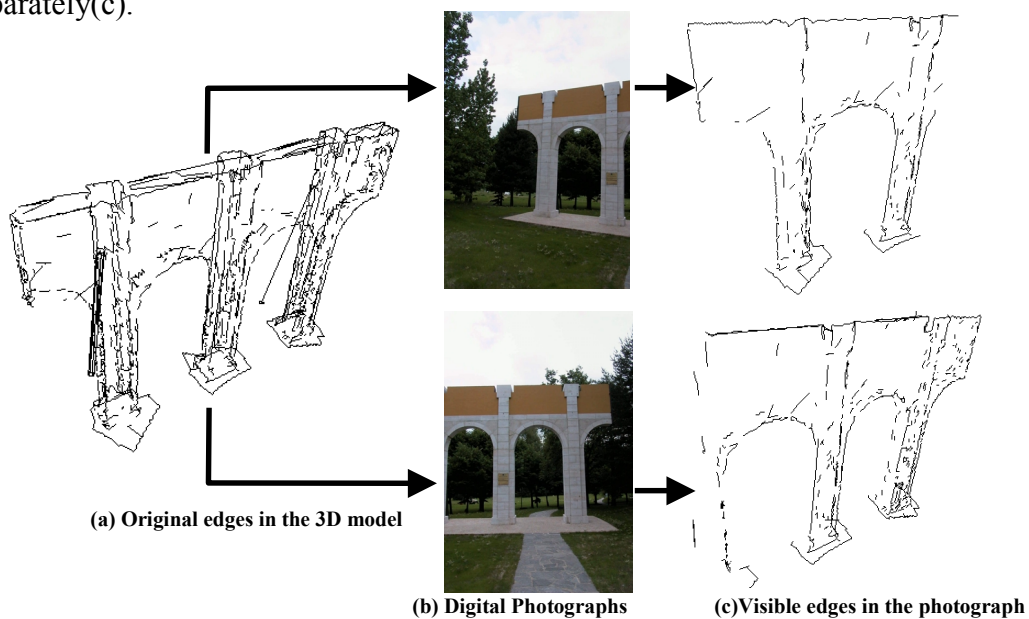 parately(c).
(a) Original edges in the 3D model
(b) Digital Photographs
(c)Visible edges in the photograph